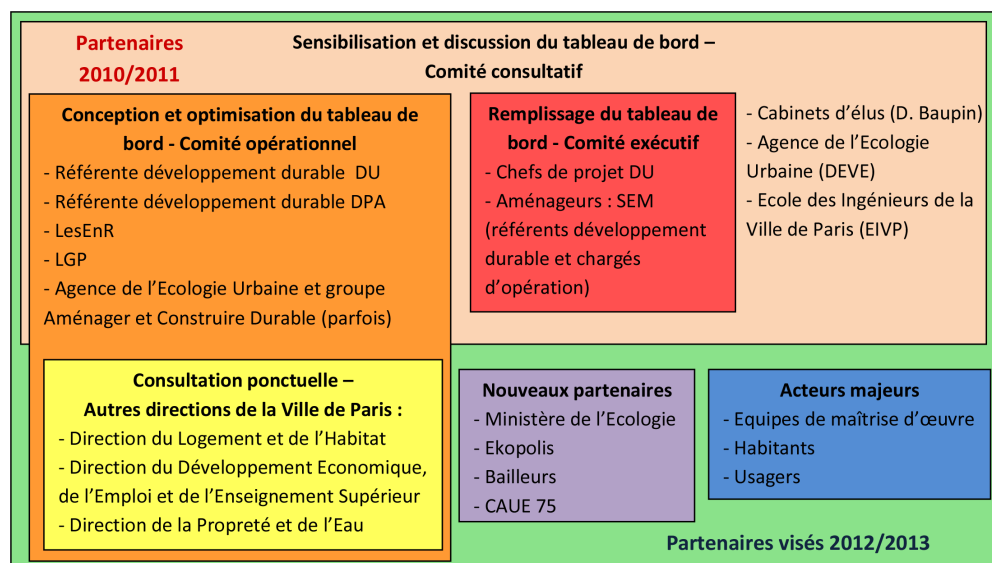 Partenaires
2010/2011
Sensibilisation et discussion du tableau de bord –
Comité consultatif
Conception et optimisation du tableau de
bord - Comité opérationnel
- Référente développement durable  DU
- Référente développement durable DPA
- LesEnR
- LGP
- Agence de l’Ecologie Urbaine et groupe
Aménager et Construire Durable (parfois)
Remplissage du tableau de
bord - Comité exécutif
- Chefs de projet DU
- Aménageurs : SEM
(référents développement
durable et chargés
d’opération)
- Cabinets d’élus (D. Baupin)
- Agence de l’Ecologie
Urbaine (DEVE)
- Ecole des Ingénieurs de la
Ville de Paris (EIVP)
Consultation ponctuelle –
Autres directions de la Ville de Paris :
- Direction du Logement et de l’Habitat
- Direction du Développement Economique,
de l’Emploi et de l’Enseignement Supérieur
- Direction de la Propreté et de l’Eau
Nouveaux partenaires
- Ministère de l’Ecologie
- Ekopolis
- Bailleurs
- CAUE 75
Acteurs majeurs
- Equipes de maîtrise d’œuvre
- Habitants
- Usagers
Partenaires visés 2012/2013